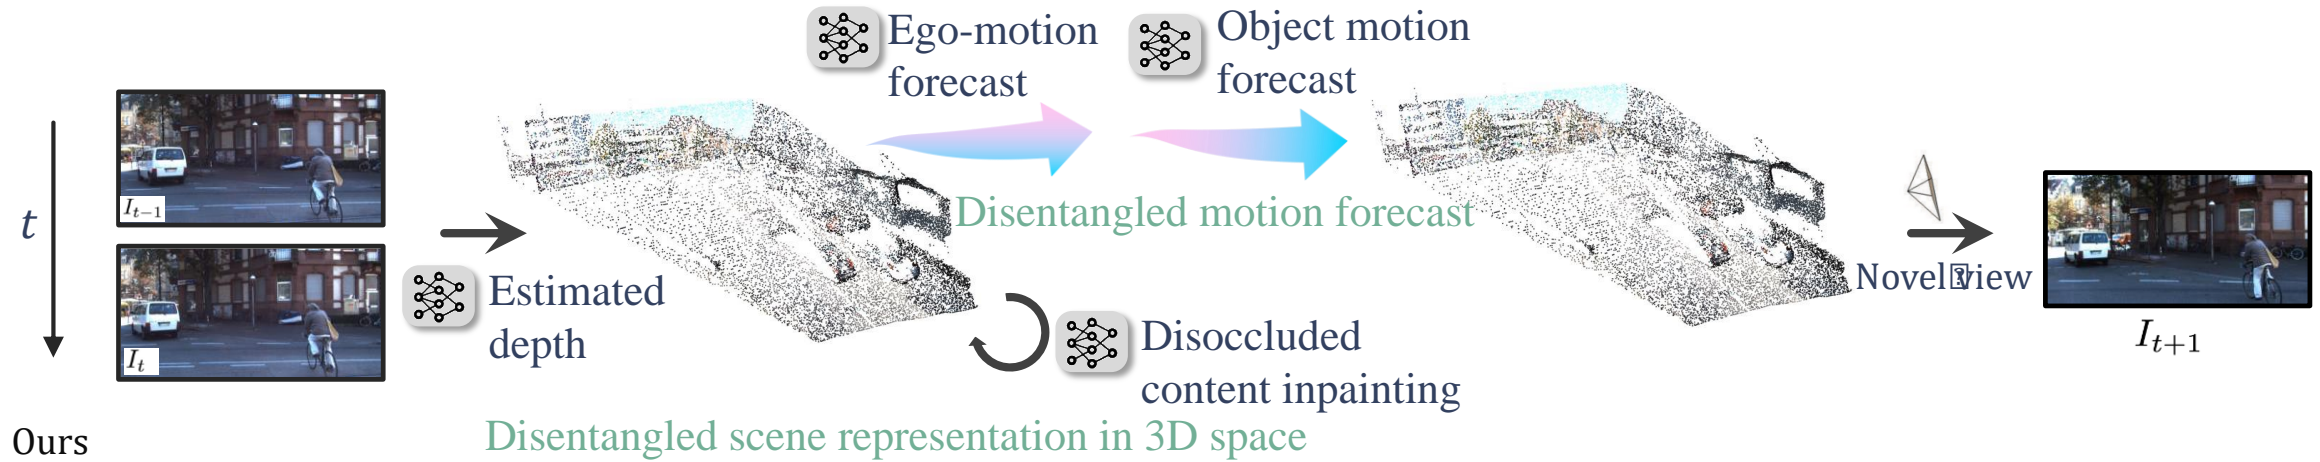 Ego-motion
forecast
Object motion
forecast
t
I_{t-1}
I_t
Disentangled motion forecast
Estimated
depth
Novel view
I_{t+1}
Disoccluded
content inpainting
Ours
Disentangled scene representation in 3D space